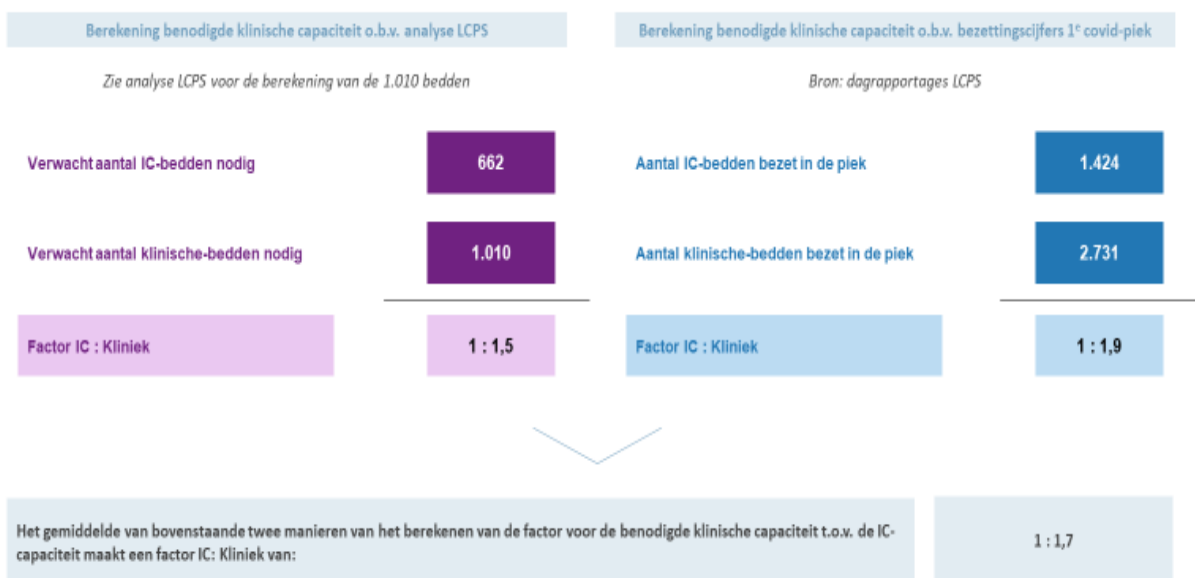 Berekening benodigde klinische capaciteit o.b.v. analyse LCPS
Zie analyse LCPS voor de berekening van de 1.010 bedden
Verwacht aantal IC-bedden nodig
662
Verwacht aantal klinische-bedden nodig
1.010
Factor IC : Kliniek
1 : 1,5
Berekening benodigde klinische capaciteit o.b.v. bezettingscijfers 1e covid-piek
Bron: dagrapportages LCPS
Aantal IC-bedden bezet in de piek
1.424
Aantal klinische-bedden bezet in de piek
2.731
Factor IC : Kliniek
1 : 1,9
Het gemiddelde van bovenstaande twee manieren van het berekenen van de factor voor de benodigde klinische capaciteit t.o.v. de IC-
capaciteit maakt een factor IC: Kliniek van:
1 : 1,7